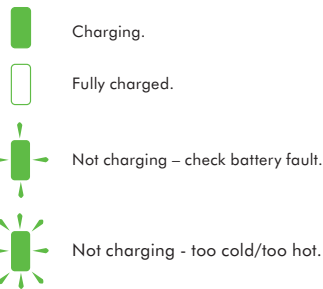 Charging.
Fully charged.
Not charging – check battery fault.
Not charging - too cold/too hot.